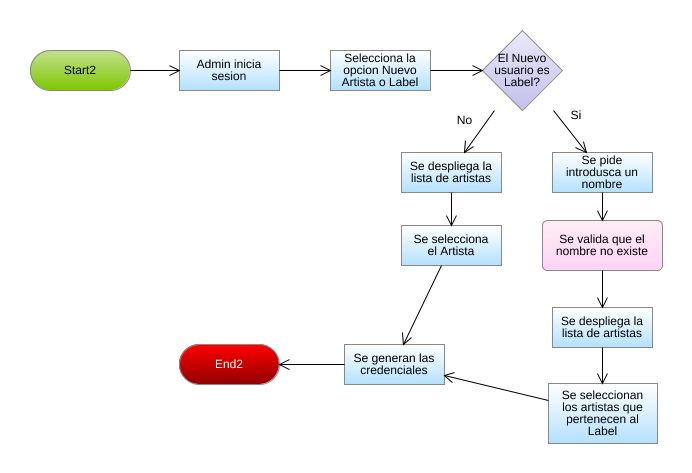 Start2
Admin inicia
sesion
Selecciona la
opcion Nuevo
Artista o Label
El Nuevo
usuario es
Label?
No
Si
Se despliega la
lista de artistas
Se pide
introdusca un
nombre
Se selecciona
el Artista
Se valida que el
nombre no existe
Se despliega la
lista de artistas
End2
Se generan las
credenciales
Se seleccionan
los artistas que
pertenecen al
Label